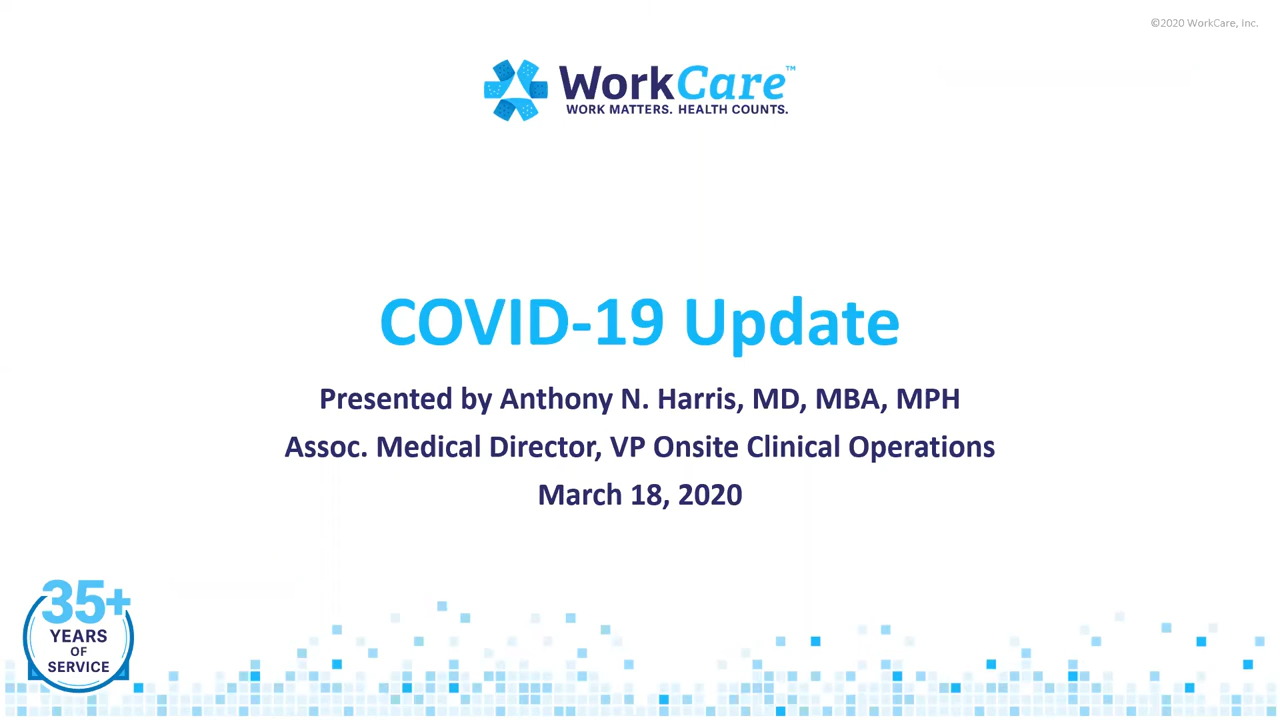 ©2020 WorkCare, Inc.
WorkCare™
WORK MATTERS. HEALTH COUNTS.
COVID-19 Update
Presented by Anthony N. Harris, MD, MBA, MPH
Assoc. Medical Director, VP Onsite Clinical Operations
March 18, 2020
35+
YEARS
OF
SERVICE